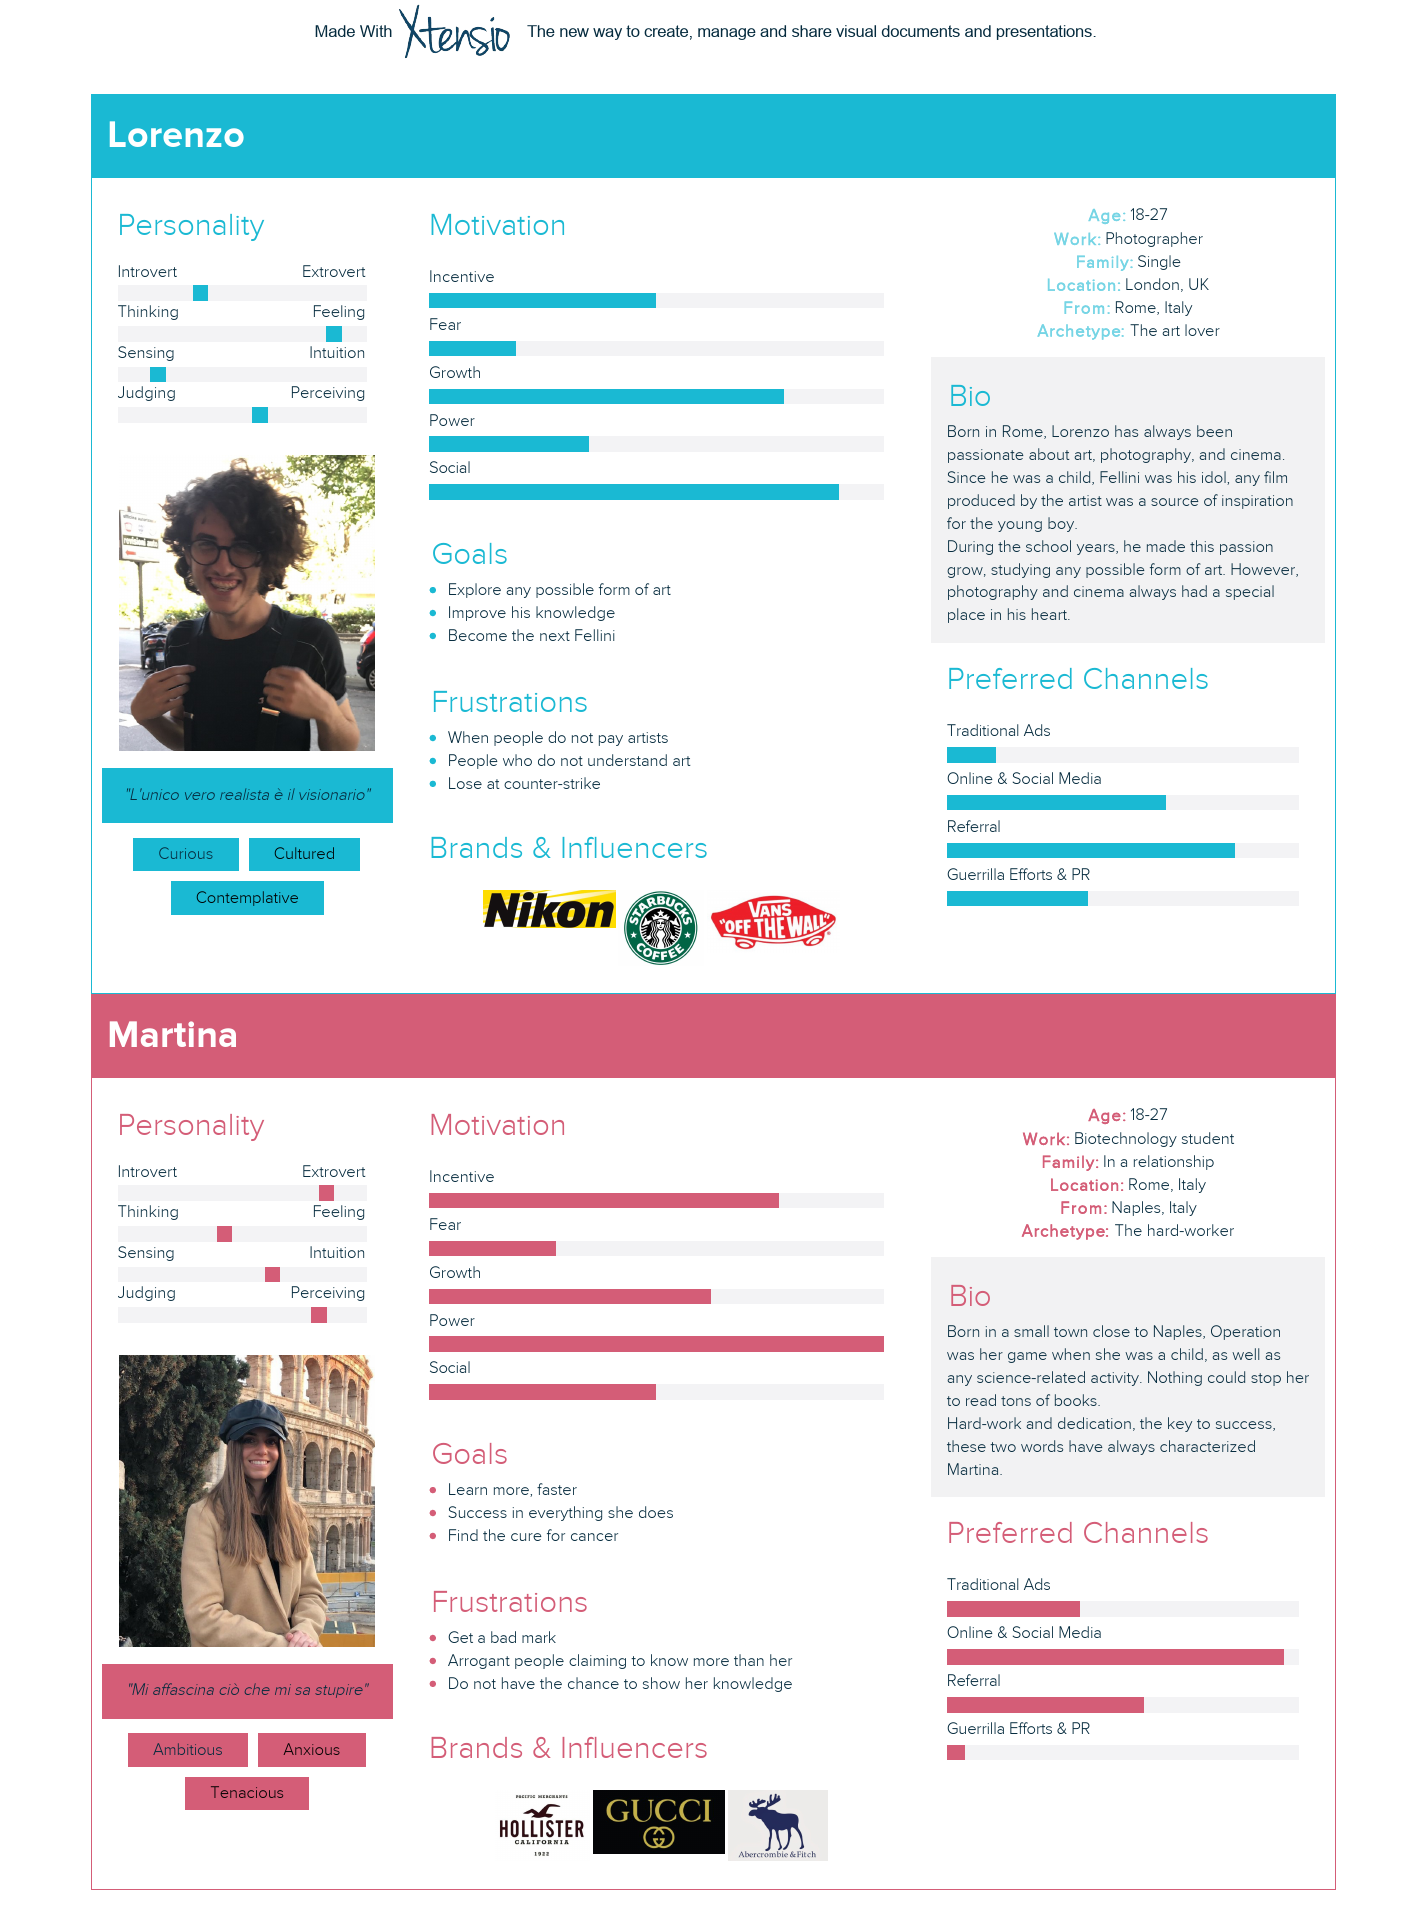 Made With Xtensio The new way to create, manage and share visual documents and presentations.
Lorenzo
Personality
Introvert Extrovert
Thinking Feeling
Sensing Intuition
Judging Perceiving
"L'unico vero realista è il visionario"
Curious Cultured
Contemplative
Motivation
Incentive
Fear
Growth
Power
Social
Goals
Explore any possible form of art
Improve his knowledge
Become the next Fellini
Frustrations
When people do not pay artists
People who do not understand art
Lose at counter-strike
Brands & Influencers
Nikon
STARBUCKS
COFFEE
VANS
"OFF THE WALL"
Age: 18-27
Work: Photographer
Family: Single
Location: London, UK
From: Rome, Italy
Archetype: The art lover
Bio
Born in Rome, Lorenzo has always been
passionate about art, photography, and cinema.
Since he was a child, Fellini was his idol, any film
produced by the artist was a source of inspiration
for the young boy.
During the school years, he made this passion
grow, studying any possible form of art. However,
photography and cinema always had a special
place in his heart.
Preferred Channels
Traditional Ads
Online & Social Media
Referral
Guerrilla Efforts & PR
Martina
Personality
Introvert Extrovert
Thinking Feeling
Sensing Intuition
Judging Perceiving
"Mi affascina ciò che mi sa stupire"
Ambitious Anxious
Tenacious
Motivation
Incentive
Fear
Growth
Power
Social
Goals
Learn more, faster
Success in everything she does
Find the cure for cancer
Frustrations
Get a bad mark
Arrogant people claiming to know more than her
Do not have the chance to show her knowledge
Brands & Influencers
PACIFIC MERCHANTS
HOLLISTER
CALIFORNIA
1922
GUCCI
Abercrombie & Fitch
Age: 18-27
Work: Biotechnology student
Family: In a relationship
Location: Rome, Italy
From: Naples, Italy
Archetype: The hard-worker
Bio
Born in a small town close to Naples, Operation
was her game when she was a child, as well as
any science-related activity. Nothing could stop her
to read tons of books.
Hard-work and dedication, the key to success,
these two words have always characterized
Martina.
Preferred Channels
Traditional Ads
Online & Social Media
Referral
Guerrilla Efforts & PR